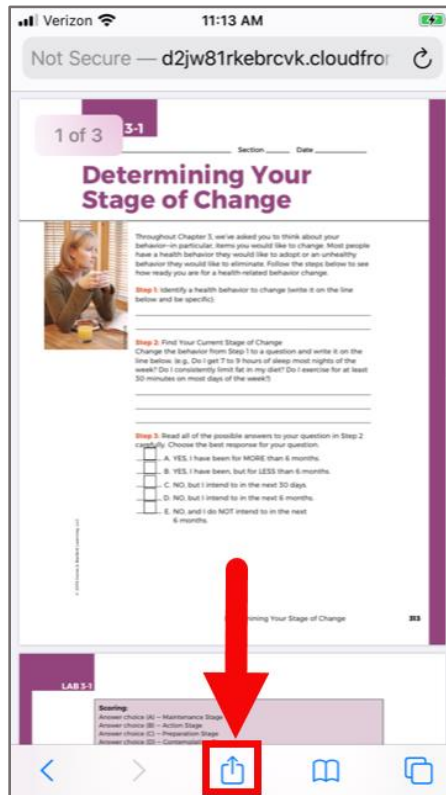 Verizon 11:13 AM
Not Secure — d2jw81rkebrcvk.cloudfror
1 of 3 3-1
Section Date
Determining Your
Stage of Change
Throughout Chapter 3, we've asked you to think about your
behavior—in particular, items you would like to change. Most people
have a health behavior they would like to adopt or an unhealthy
behavior they would like to eliminate. Follow the steps below to see
how ready you are for a health-related behavior change.
Step 1: Identify a health behavior to change (write it on the line
below and be specific):
Step 2: Find Your Current Stage of Change
Change the behavior from Step 1 to a question and write it on the
line below. (e.g., Do I get 7 to 9 hours of sleep most nights of the
week? Do I consistently limit fat in my diet? Do I exercise for at least
30 minutes on most days of the week?)
Step 3: Read all of the possible answers to your question in Step 2
carefully. Choose the best response for your question.
A. YES, I have been for MORE than 6 months.
B. YES, I have been, but for LESS than 6 months.
C. NO, but I intend to in the next 30 days.
D. NO, but I intend to in the next 6 months.
E. NO, and I do NOT intend to in the next
6 months.
ning Your Stage of Change 313
LAB 3-1
Scoring:
Answer choice (A) — Maintenance Stage
Answer choice (B) — Action Stage
Answer choice (C) — Preparation Stage
Answer choice (D) — Contempla